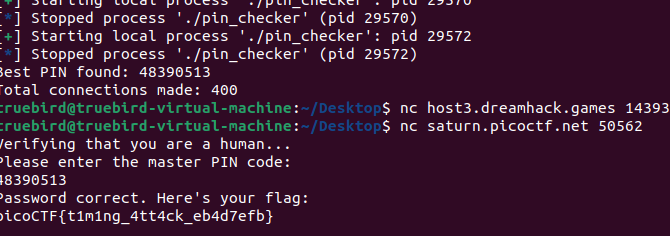 [+] Starting local process './pin_checker': pid 29570
[*] Stopped process './pin_checker' (pid 29570)
[+] Starting local process './pin_checker': pid 29572
[*] Stopped process './pin_checker' (pid 29572)
Best PIN found: 48390513
Total connections made: 400
truebird@truebird-virtual-machine:~/Desktop$ nc host3.dreamhack.games 14393
truebird@truebird-virtual-machine:~/Desktop$ nc saturn.picoctf.net 50562
Verifying that you are a human...
Please enter the master PIN code:
48390513
Password correct. Here's your flag:
picoCTF{t1m1ng_4tt4ck_eb4d7efb}